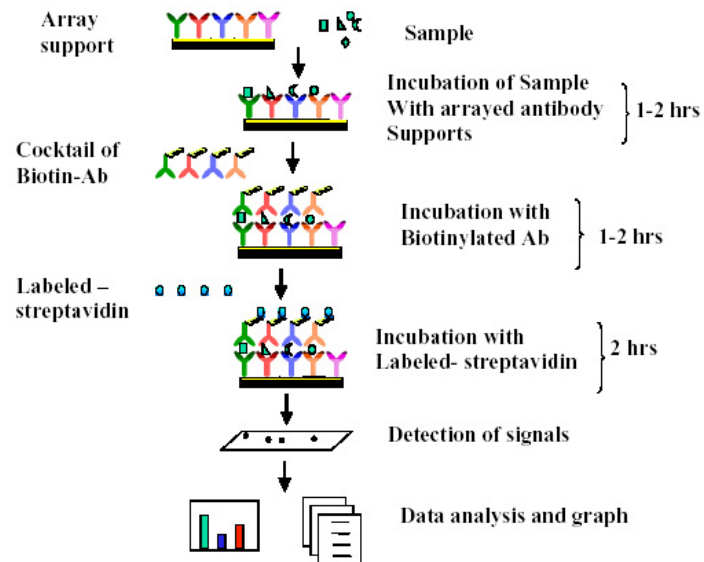 Array
support
Sample
Incubation of Sample
With arrayed antibody
Supports
1-2 hrs
Cocktail of
Biotin-Ab
Incubation with
Biotinylated Ab
1-2 hrs
Labeled –
streptavidin
Incubation with
Labeled- streptavidin
2 hrs
Detection of signals
Data analysis and graph